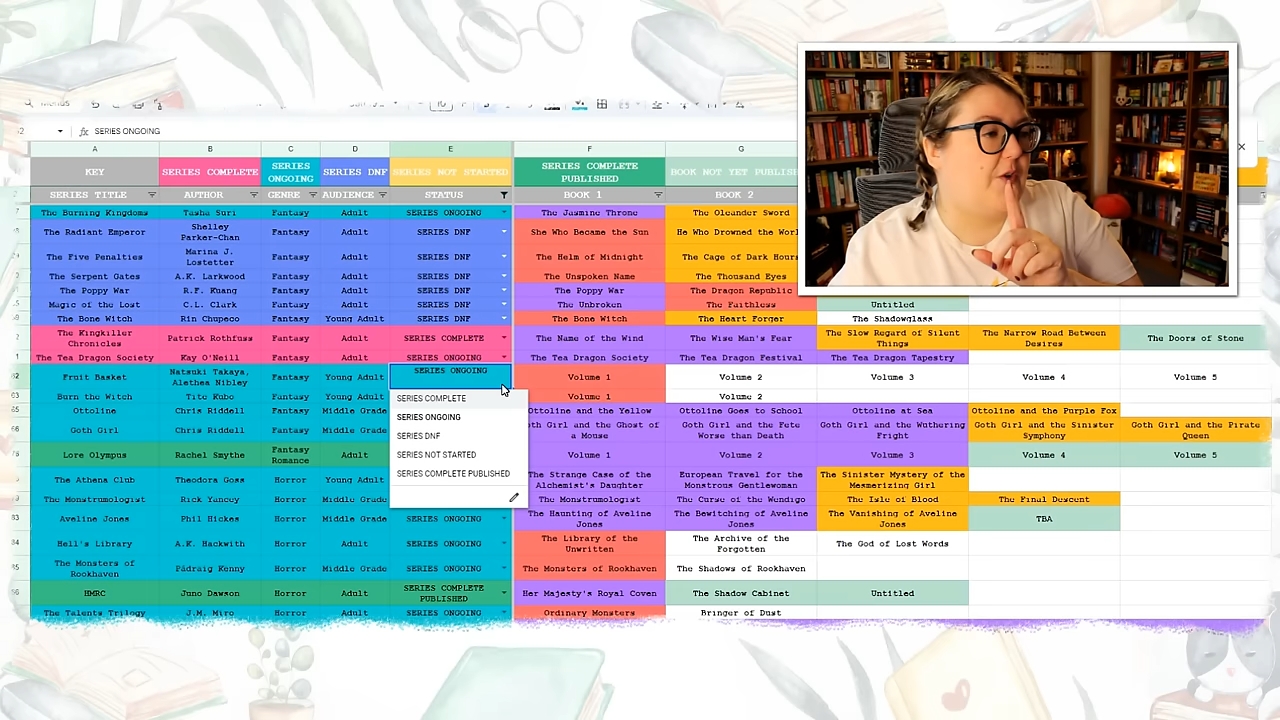 SERIES ONGOING
A B C D E F G
KEY SERIES COMPLETE SERIES ONGOING SERIES DNF SERIES NOT STARTED SERIES COMPLETE PUBLISHED BOOK NOT YET PUBLISH
SERIES TITLE AUTHOR GENRE AUDIENCE STATUS BOOK 1 BOOK 2
The Burning Kingdoms Tasha Suri Fantasy Adult SERIES ONGOING The Jasmine Throne The Oleander Sword
The Radiant Emperor Shelley Parker-Chan Fantasy Adult SERIES DNF She Who Became the Sun He Who Drowned the Worl
The Five Penalties Marina J. Lostetter Fantasy Adult SERIES DNF The Helm of Midnight The Cage of Dark Hours
The Serpent Gates A.K. Larkwood Fantasy Adult SERIES DNF The Unspoken Name The Thousand Eyes
The Poppy War R.F. Kuang Fantasy Adult SERIES DNF The Poppy War The Dragon Republic
Magic of the Lost C.L. Clark Fantasy Adult SERIES DNF The Unbroken The Faithless Untitled
The Bone Witch Rin Chupeco Fantasy Young Adult SERIES DNF The Bone Witch The Heart Forger The Shadowglass
The Kingkiller Chronicles Patrick Rothfuss Fantasy Adult SERIES COMPLETE The Name of the Wind The Wise Man's Fear The Slow Regard of Silent Things The Narrow Road Between Desires The Doors of Stone
The Tea Dragon Society Kay O'Neill Fantasy Adult SERIES ONGOING The Tea Dragon Society The Tea Dragon Festival The Tea Dragon Tapestry
Fruit Basket Natsuki Takaya, Alethea Nibley Fantasy Young Adult SERIES ONGOING Volume 1 Volume 2 Volume 3 Volume 4 Volume 5
Burn the Witch Tito Kubo Fantasy Young Adult Volume 1 Volume 2
SERIES COMPLETE
SERIES ONGOING
SERIES DNF
SERIES NOT STARTED
SERIES COMPLETE PUBLISHED
Ottoline Chris Riddell Fantasy Middle Grade Ottoline and the Yellow Ottoline Goes to School Ottoline at Sea Ottoline and the Purple Fox
Goth Girl Chris Riddell Fantasy Middle Grade oth Girl and the Ghost of a Mouse Goth Girl and the Fete Worse than Death Goth Girl and the Wuthering Fright Goth Girl and the Sinister Symphony Goth Girl and the Pirate Queen
Lore Olympus Rachel Smythe Fantasy Romance Adult Volume 1 Volume 2 Volume 3 Volume 4 Volume 5
The Athena Club Theodora Goss Horror Young Adult The Strange Case of the Alchemist's Daughter European Travel for the Monstrous Gentlewoman The Sinister Mystery of the Mesmerizing Girl
The Monstrumologist Rick Yancey Horror Middle Grade The Monstrumologist The Curse of the Wendigo The Isle of Blood The Final Descent
Aveline Jones Phil Hickes Horror Middle Grade SERIES ONGOING The Haunting of Aveline Jones The Bewitching of Aveline Jones The Vanishing of Aveline Jones TBA
Hell's Library A.K. Hackwith Horror Adult SERIES ONGOING The Library of the Unwritten The Archive of the Forgotten The God of Lost Words
The Monsters of Rookhaven Pádraig Kenny Horror Middle Grade SERIES ONGOING The Monsters of Rookhaven The Shadows of Rookhaven
HMRC Juno Dawson Horror Adult SERIES COMPLETE PUBLISHED Her Majesty's Royal Coven The Shadow Cabinet Untitled
The Talents Trilogy J.M. Miro Horror Adult SERIES ONGOING Ordinary Monsters Bringer of Dust